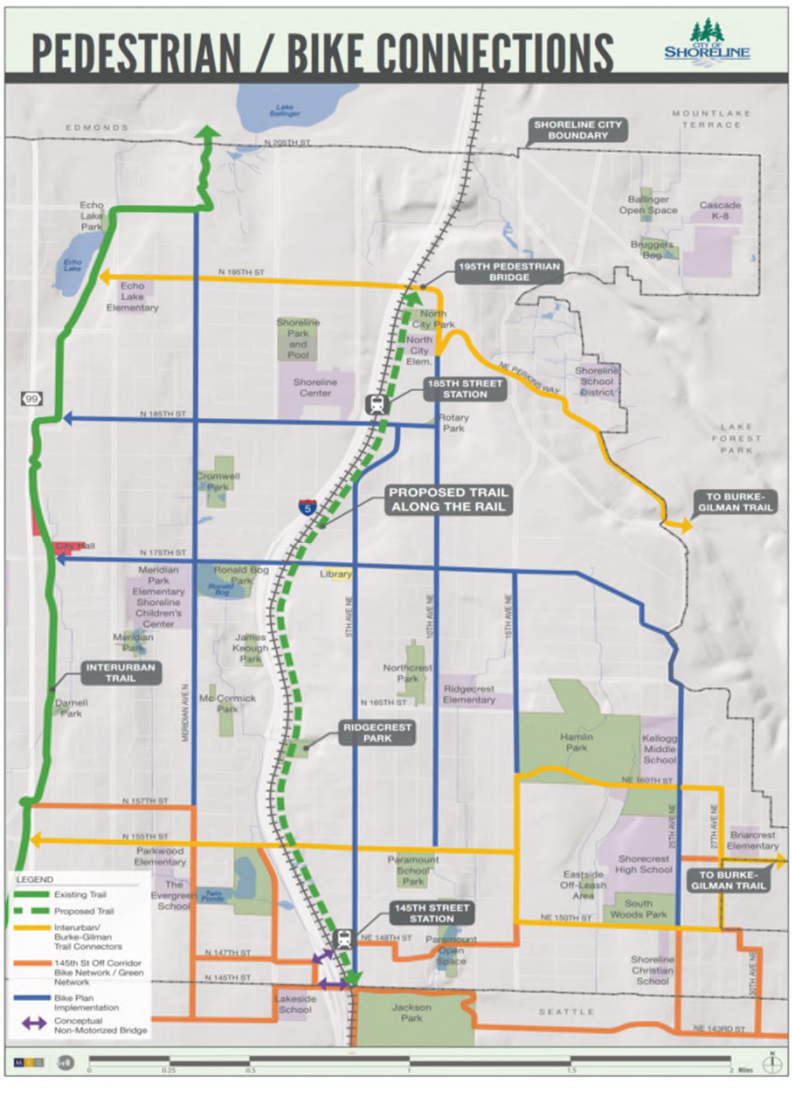 PEDESTRIAN / BIKE CONNECTIONS
CITY OF
SHORELINE
Lake
Ballinger
MOUNTLAKE
TERRACE
EDMONDS
SHORELINE CITY
BOUNDARY
N 205TH ST
Echo
Lake
Park
Ballinger
Open Space
Cascade
K-8
Bruggers
Bog
Echo
Lake
N 195TH ST
195TH PEDESTRIAN
BRIDGE
Echo
Lake
Elementary
North
City Park
Shoreline
Park
and
Pool
North
City
Elem.
NE PERKINS WAY
Shoreline
School
District
Shoreline
Center
185TH STREET
STATION
99
N 185TH ST
Rotary
Park
LAKE
FOREST
PARK
Cromwell
Park
PROPOSED TRAIL
ALONG THE RAIL
5
TO BURKE-
GILMAN TRAIL
City Hall
N 175TH ST
Meridian
Park
Elementary
Shoreline
Children's
Center
Ronald Bog
Park
Ronald
Bog
Library
5TH AVE NE
10TH AVE NE
15TH AVE NE
Meridian
Park
James
Keough
Park
INTERURBAN
TRAIL
Northcrest
Park
Ridgecrest
Elementary
Darnell
Park
MERIDIAN AVE N
Mc Cormick
Park
N 165TH ST
RIDGECREST
PARK
Hamlin
Park
Kellogg
Middle
School
NE 160TH ST
N 157TH ST
25TH AVE NE
27TH AVE NE
N 155TH ST
Briarcrest
Elementary
Parkwood
Elementary
Paramount
School
Park
Shorecrest
High School
TO BURKE-
GILMAN TRAIL
The
Evergreen
School
Twin
Ponds
Eastside
Off-Leash
Area
145TH STREET
STATION
South
Woods Park
NE 150TH ST
NE 148TH ST
Paramount
Open
Space
N 147TH ST
Shoreline
Christian
School
30TH AVE NE
N 145TH ST
Lakeside
School
Jackson
Park
SEATTLE
NE 143RD ST
LEGEND
Existing Trail
Proposed Trail
Interurban/
Burke-Gilman
Trail Connectors
145th St Off Corridor
Bike Network / Green
Network
Bike Plan
Implementation
Conceptual
Non-Motorized Bridge
0 0.25 0.5 1 1.5 2 Miles
N